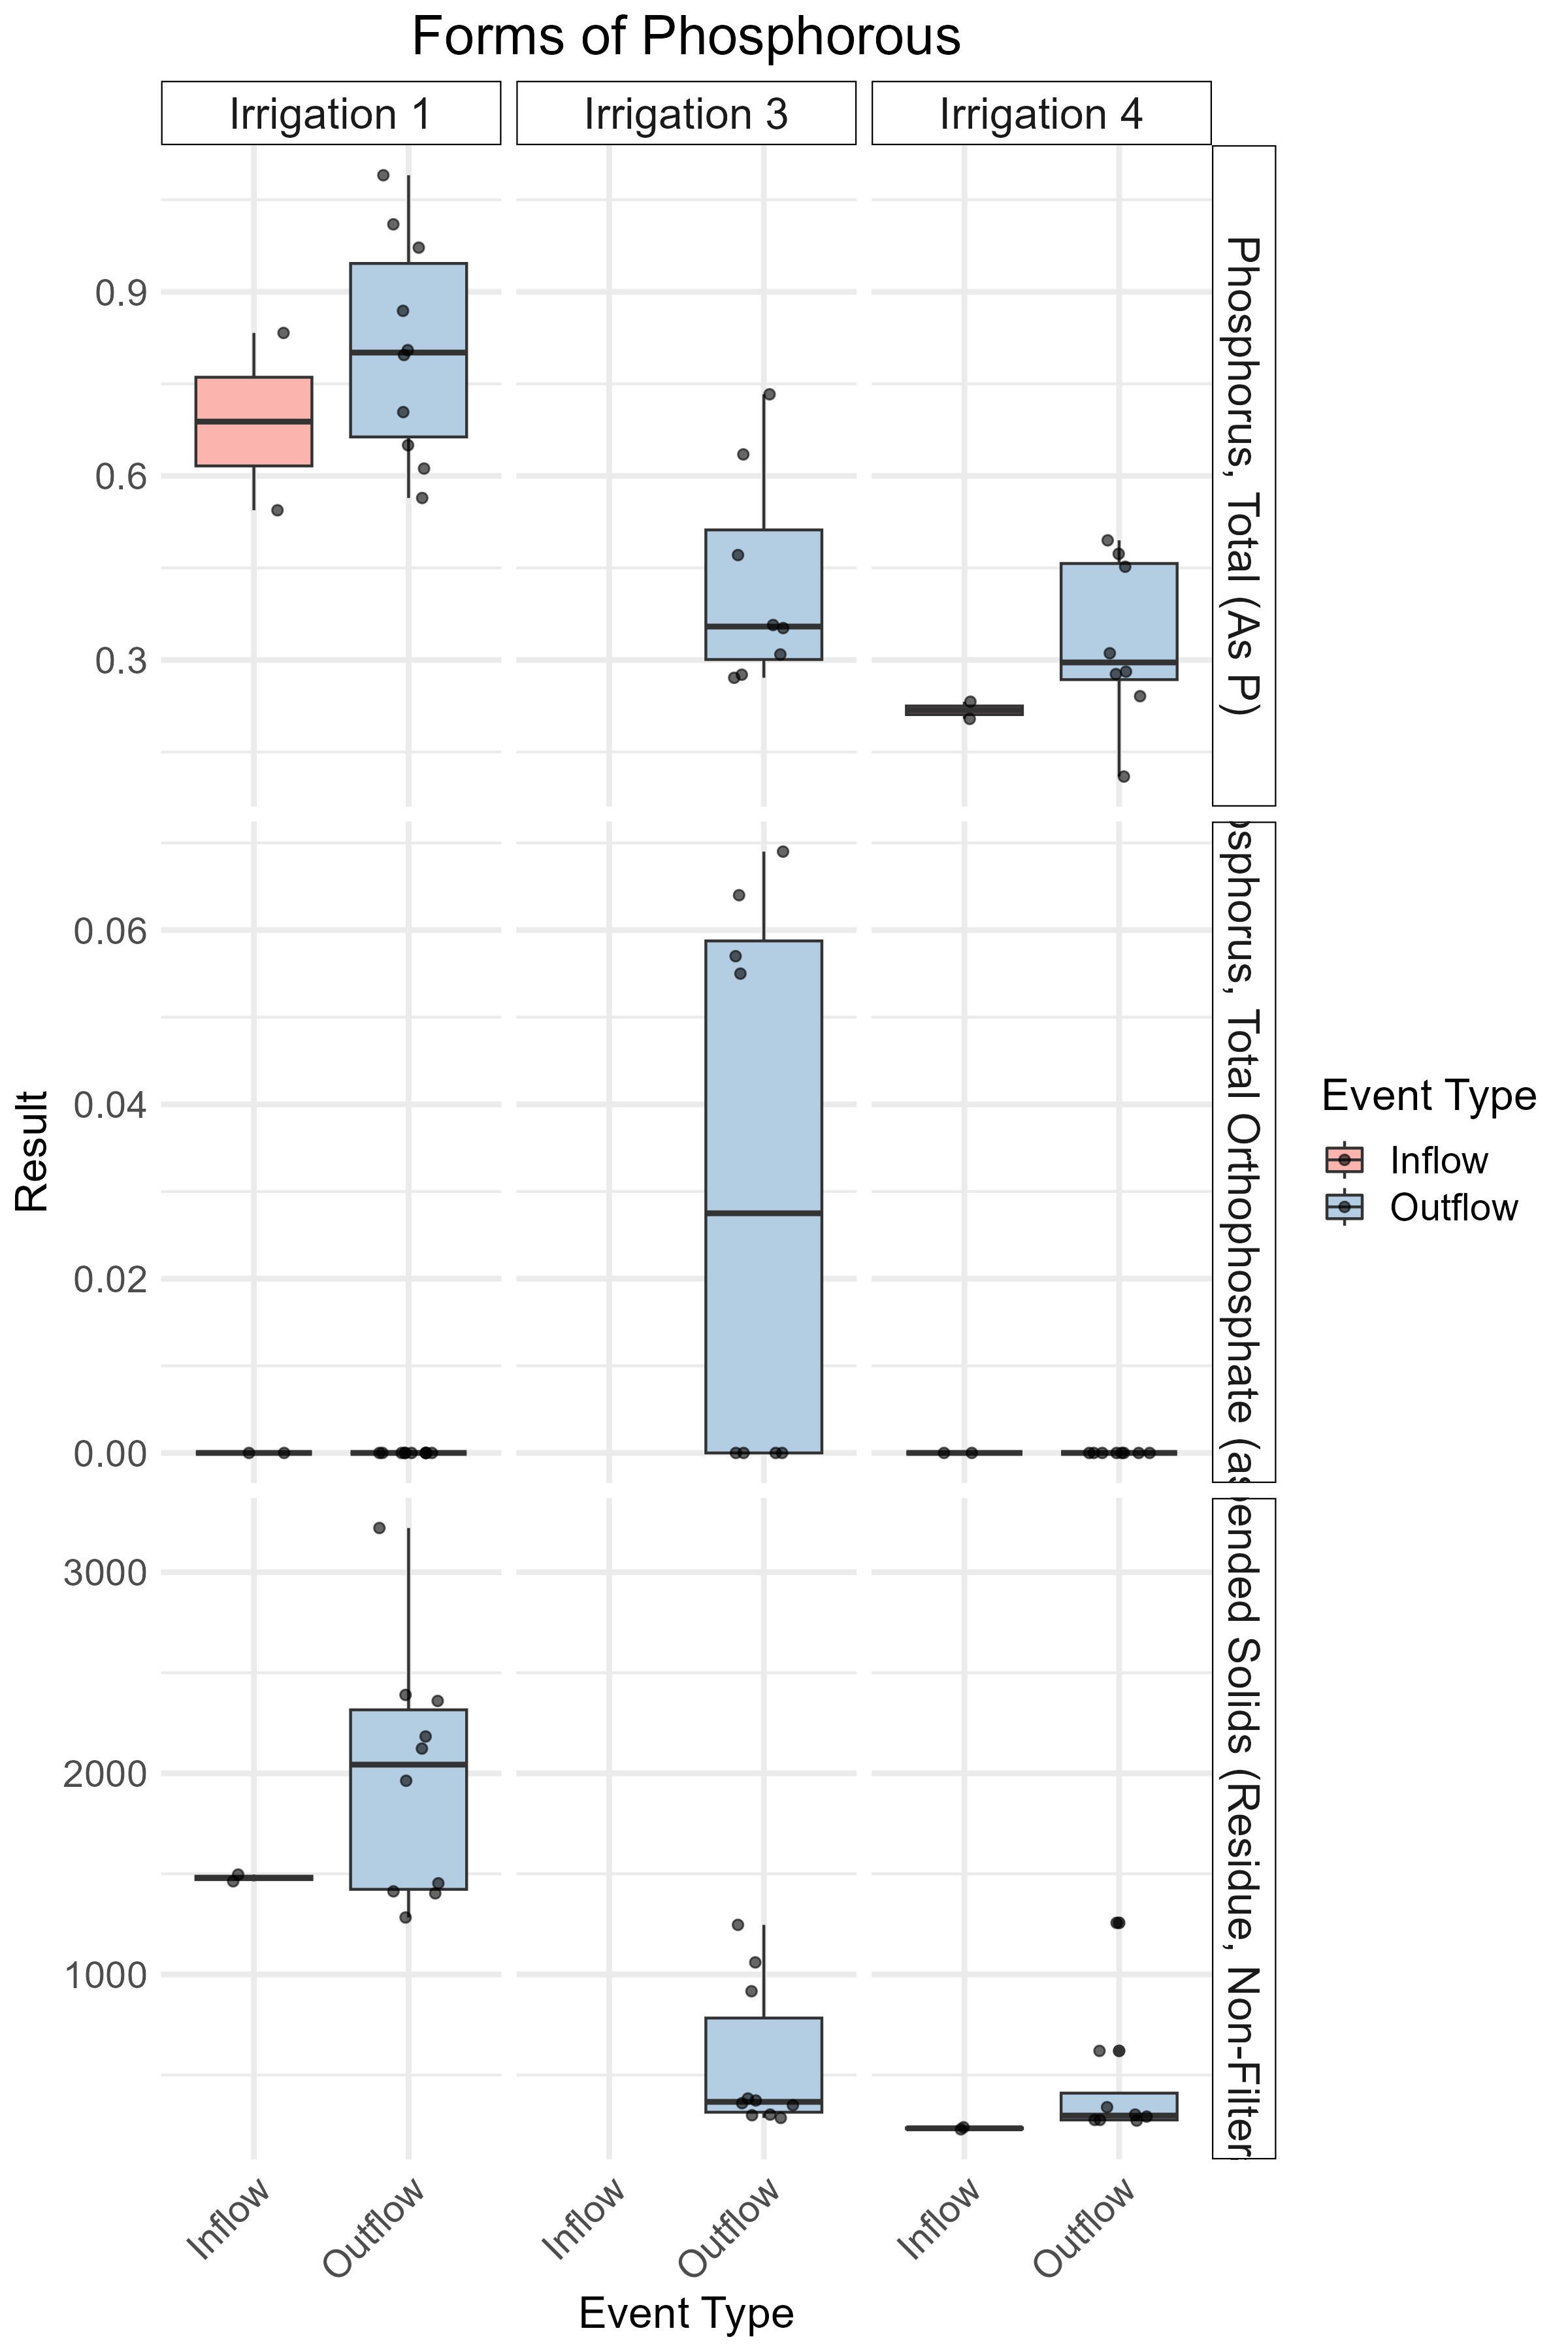 Forms of Phosphorous
Irrigation 1
Irrigation 3
Irrigation 4
0.9
0.6
0.3
Phosphorus, Total (As P)
0.06
0.04
0.02
0.00
osphorus, Total Orthophosphate (as
3000
2000
1000
pended Solids (Residue, Non-Filter
Result
Inflow
Outflow
Inflow
Outflow
Inflow
Outflow
Event Type
Event Type
Inflow
Outflow